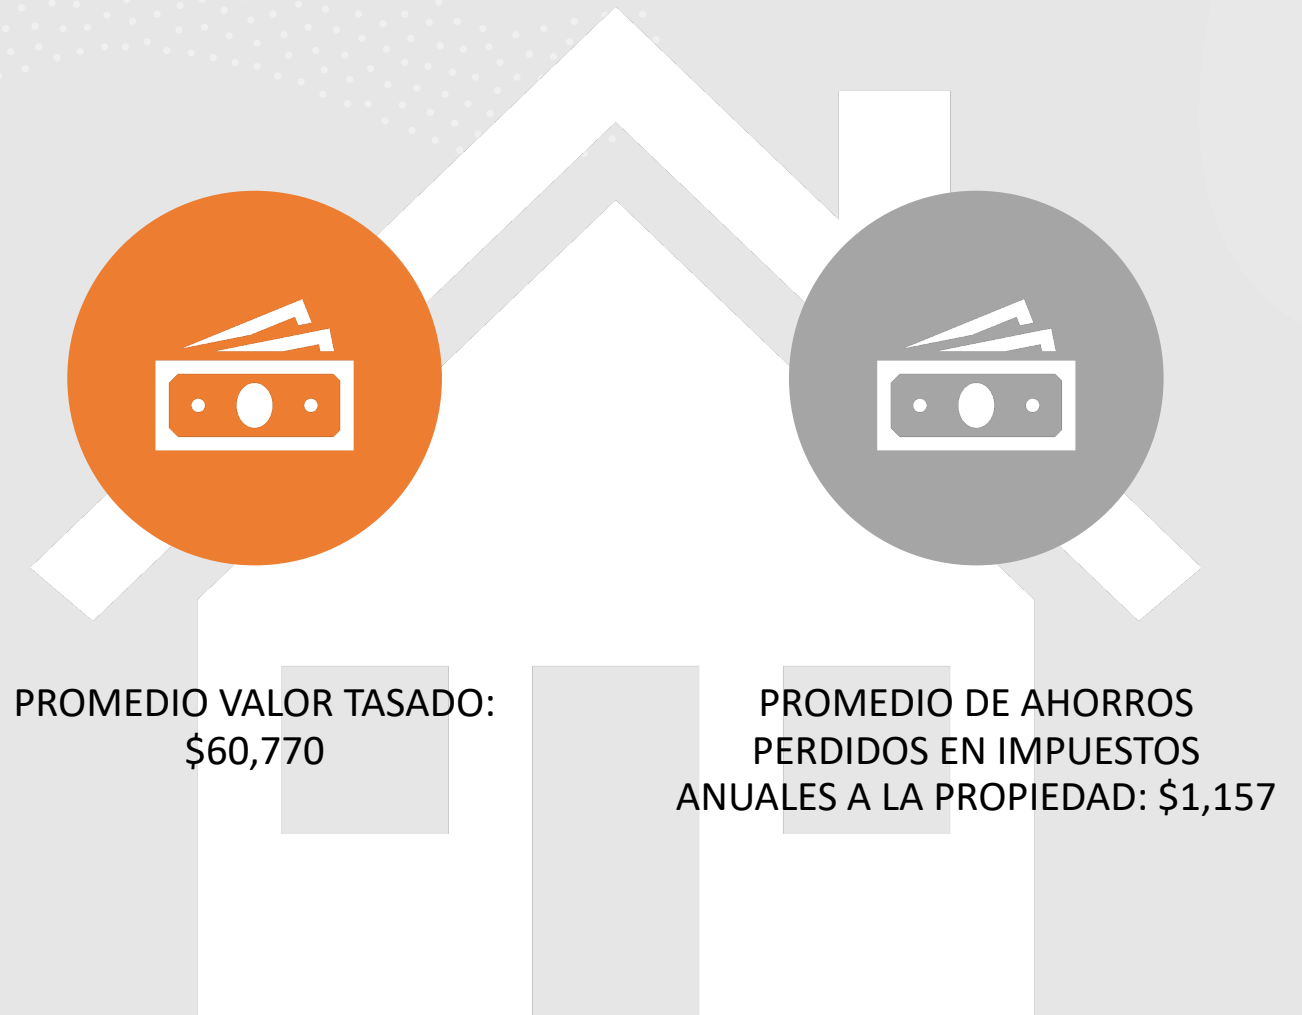 PROMEDIO VALOR TASADO:
$60,770
PROMEDIO DE AHORROS
PERDIDOS EN IMPUESTOS
ANUALES A LA PROPIEDAD: $1,157